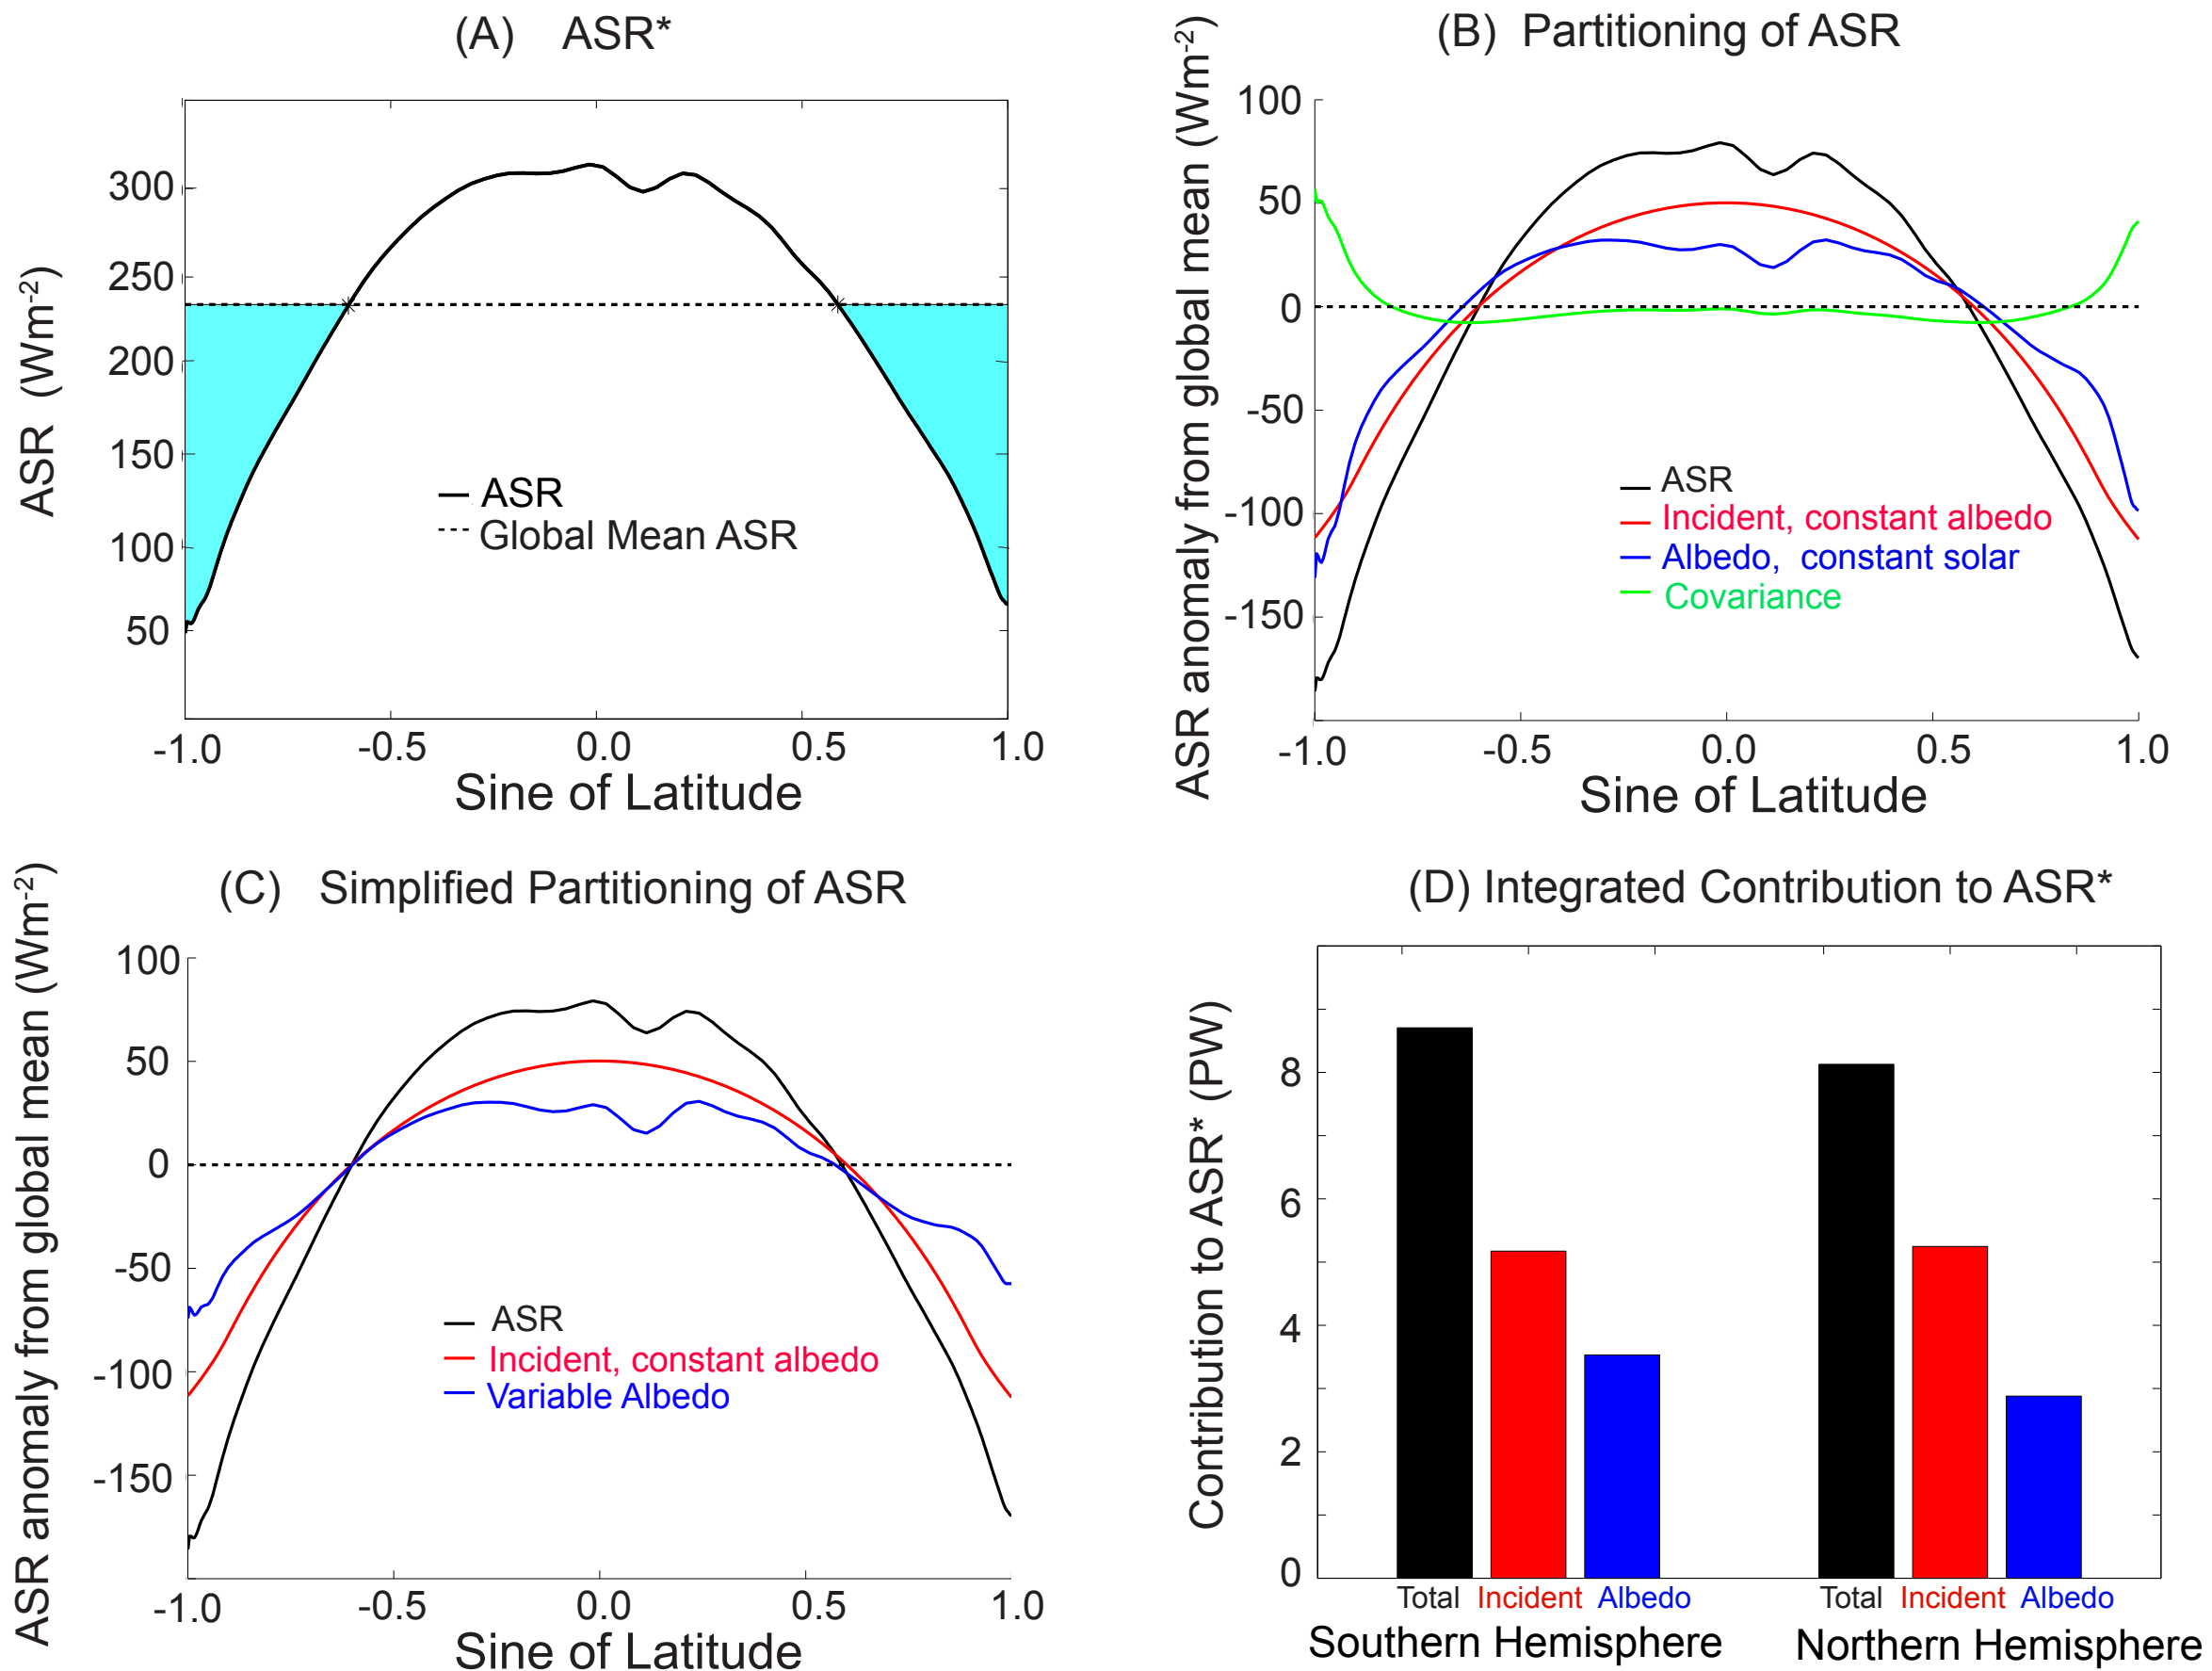 (A) ASR*
ASR (Wm-2)
300
250
200
150
100
50
ASR
Global Mean ASR
-1.0 -0.5 0.0 0.5 1.0
Sine of Latitude
(B) Partitioning of ASR
ASR anomaly from global mean (Wm-2)
100
50
0
-50
-100
-150
ASR
Incident, constant albedo
Albedo, constant solar
Covariance
-1.0 -0.5 0.0 0.5 1.0
Sine of Latitude
(C) Simplified Partitioning of ASR
ASR anomaly from global mean (Wm-2)
100
50
0
-50
-100
-150
ASR
Incident, constant albedo
Variable Albedo
-1.0 -0.5 0.0 0.5 1.0
Sine of Latitude
(D) Integrated Contribution to ASR*
Contribution to ASR* (PW)
8
6
4
2
0
Total Incident Albedo Total Incident Albedo
Southern Hemisphere Northern Hemisphere